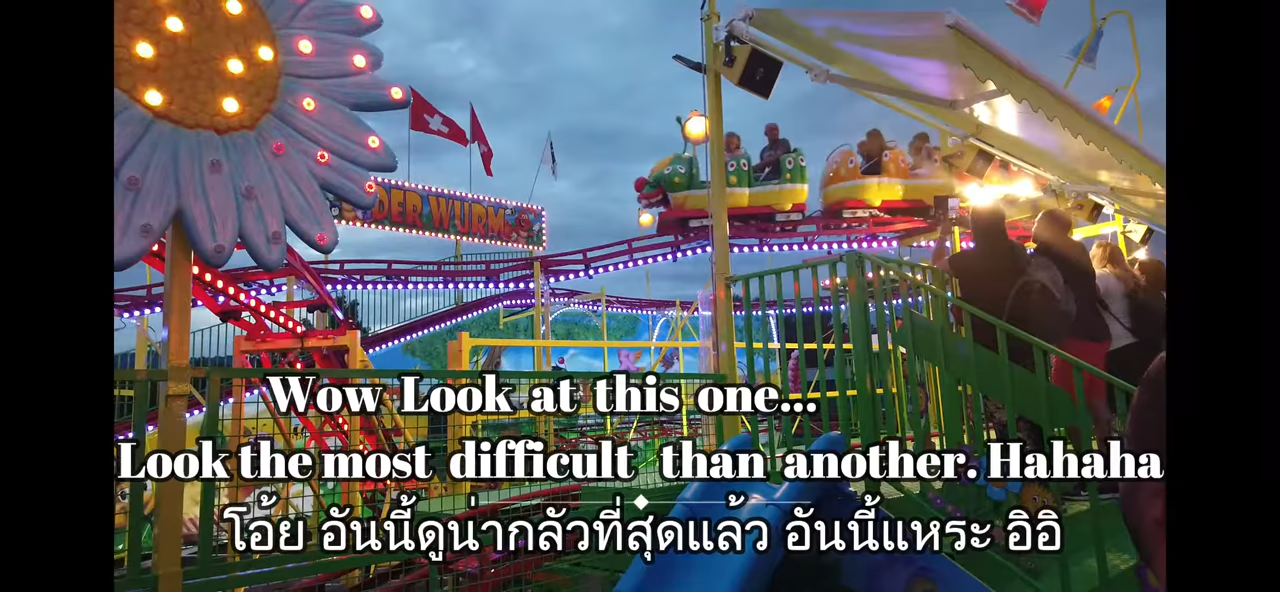 DER WURM
Wow Look at this one...
Look the most difficult than another. Hahaha
โอ้ย อันนี้ดูน่ากลัวที่สุดแล้ว อันนี้แหระ อิอิ